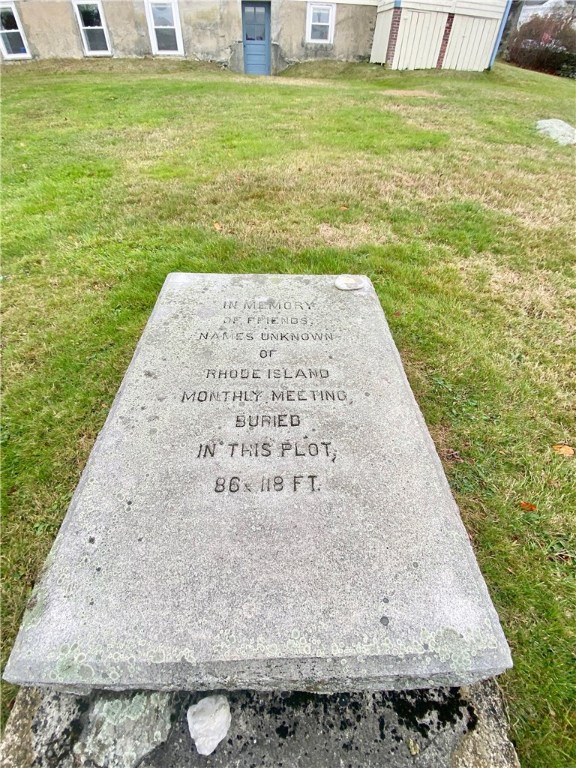 IN MEMORY
OF FRIENDS,
NAMES UNKNOWN
OF
RHODE ISLAND
MONTHLY MEETING,
BURIED
IN THIS PLOT,
86 x 118 FT.